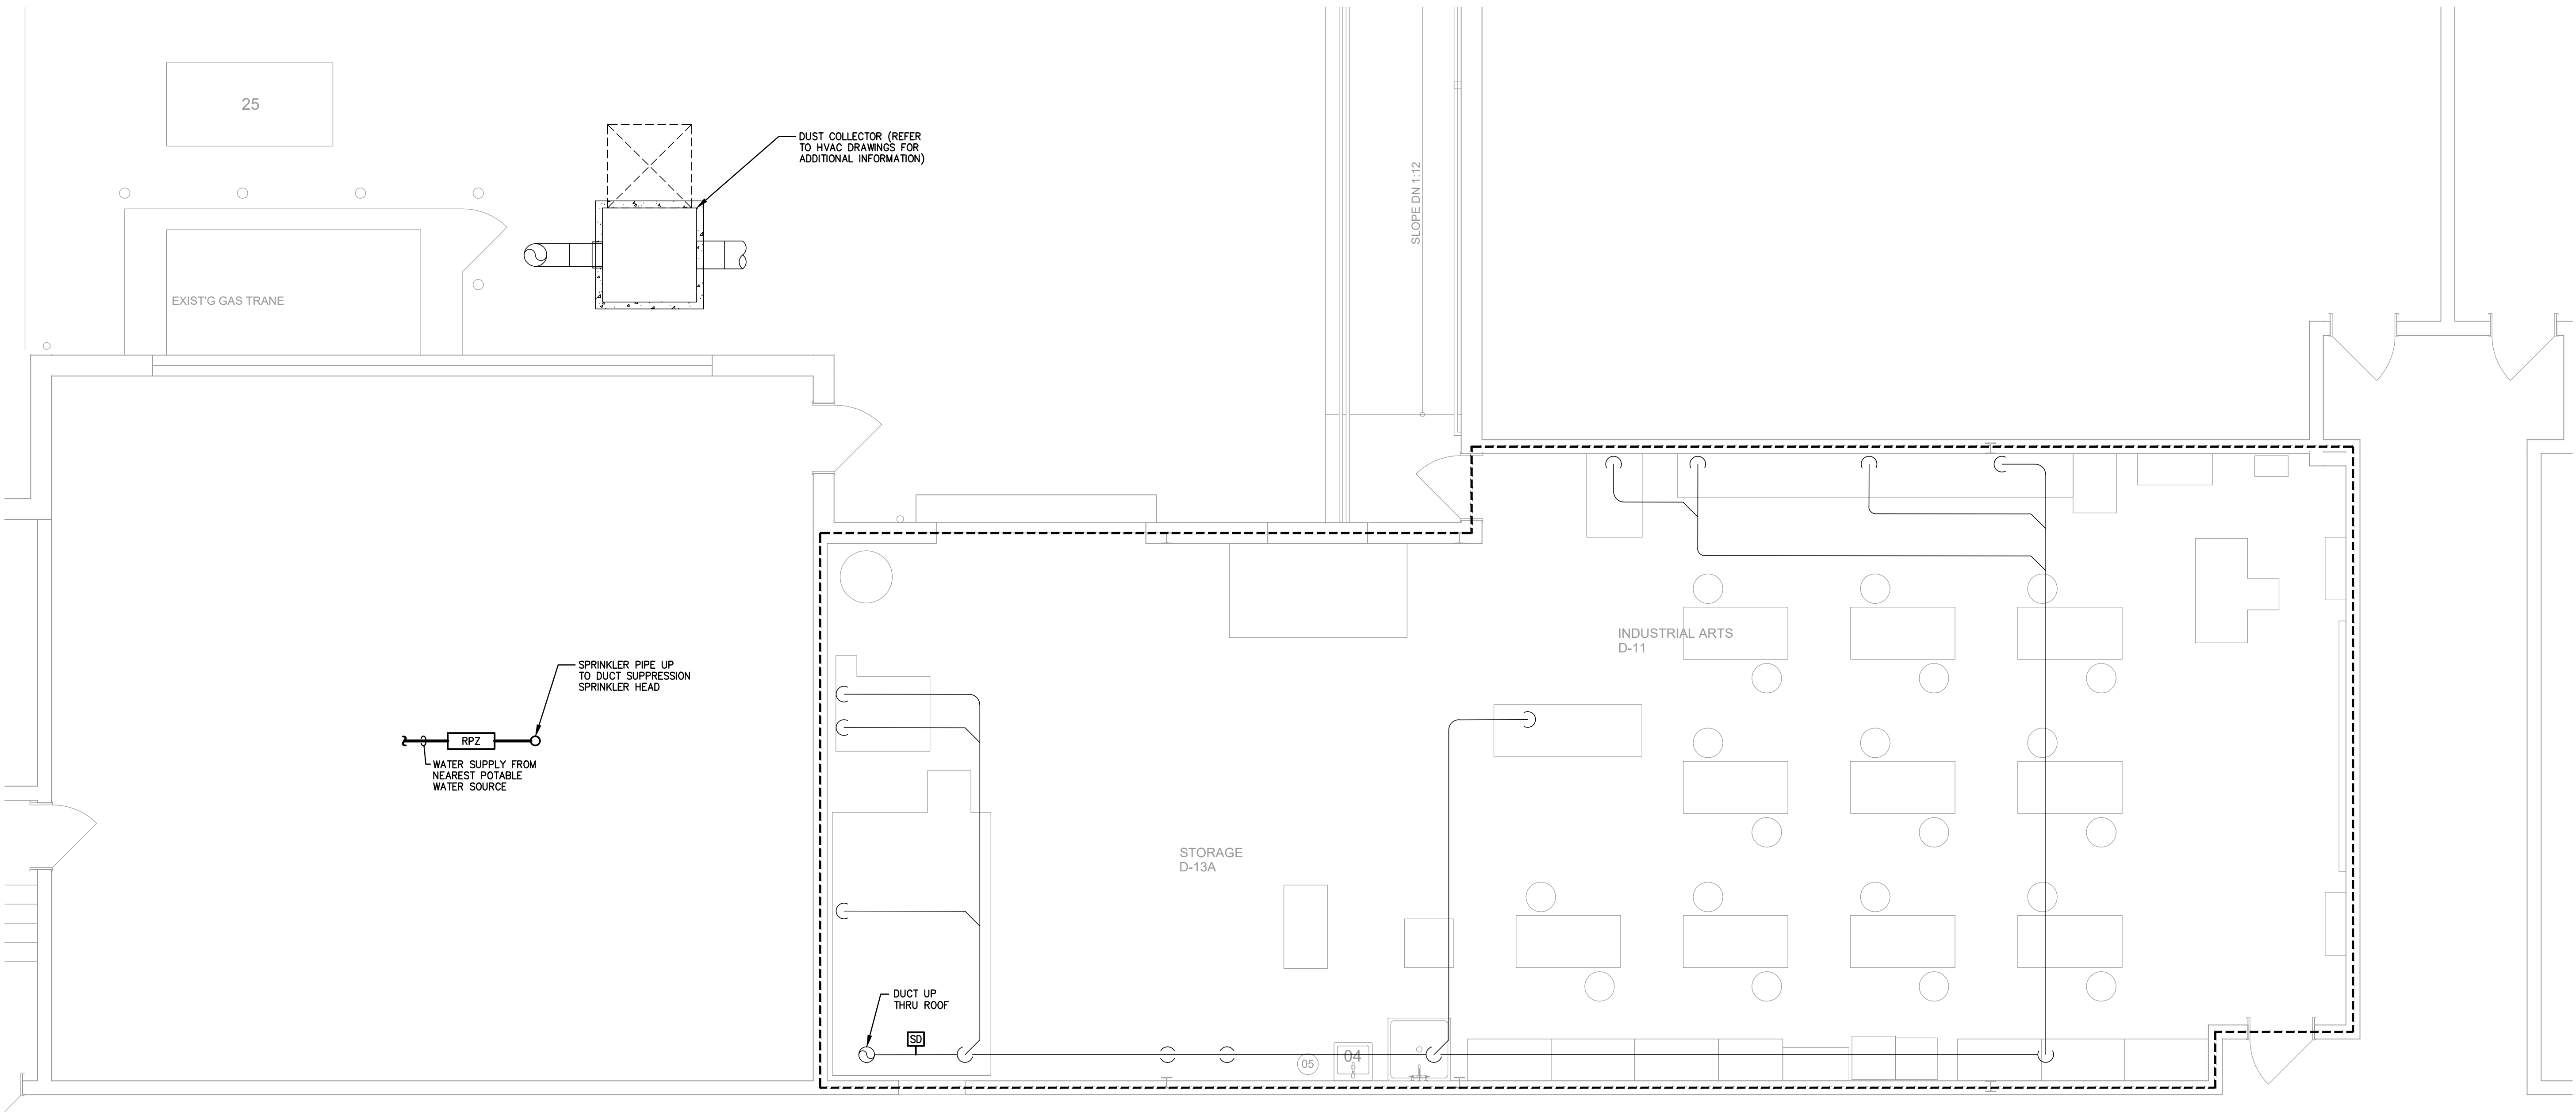 25
DUST COLLECTOR (REFER
TO HVAC DRAWINGS FOR
ADDITIONAL INFORMATION)
SLOPE DN 1:12
EXIST'G GAS TRANE
INDUSTRIAL ARTS
D-11
SPRINKLER PIPE UP
TO DUCT SUPPRESSION
SPRINKLER HEAD
RPZ
WATER SUPPLY FROM
NEAREST POTABLE
WATER SOURCE
STORAGE
D-13A
DUCT UP
THRU ROOF
SD
05
04